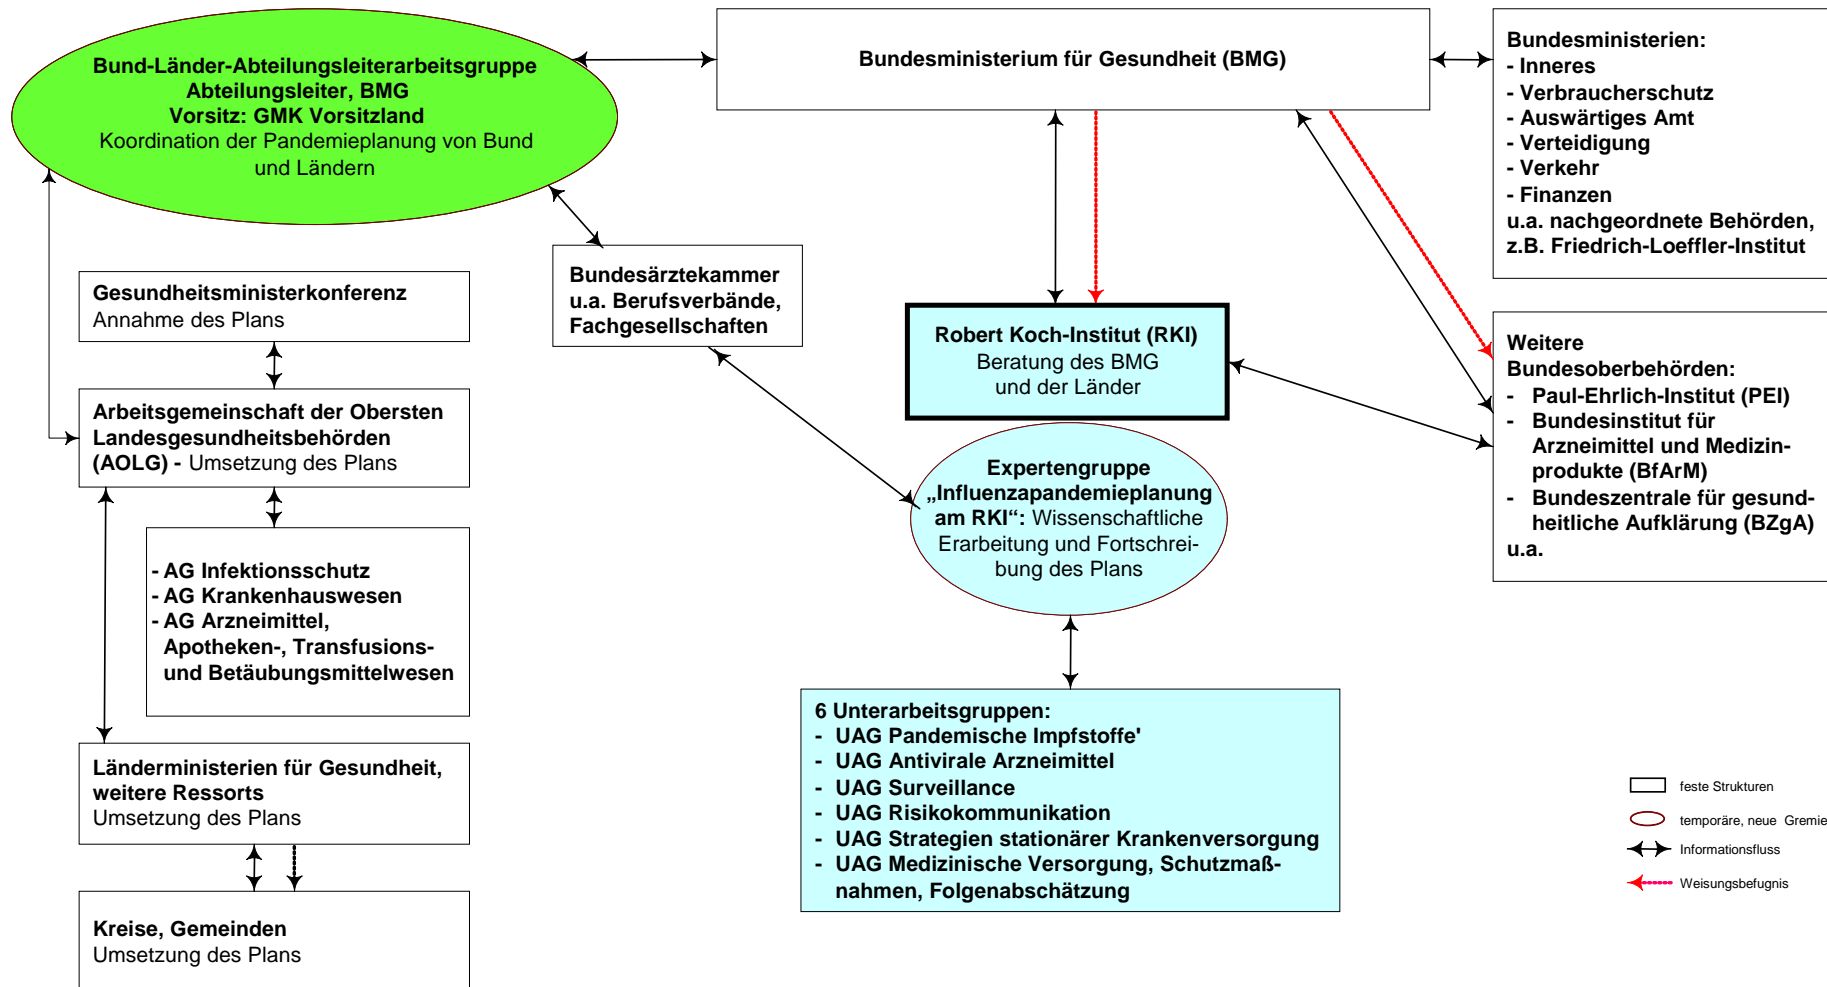 Bund-Länder-Abteilungsleiterarbeitsgruppe
Abteilungsleiter, BMG
Vorsitz: GMK Vorsitzland
Koordination der Pandemieplanung von Bund
und Ländern
Bundesministerium für Gesundheit (BMG)
Bundesministerien:
- Inneres
- Verbraucherschutz
- Auswärtiges Amt
- Verteidigung
- Verkehr
- Finanzen
u.a. nachgeordnete Behörden,
z.B. Friedrich-Loeffler-Institut
Gesundheitsministerkonferenz
Annahme des Plans
Bundesärztekammer
u.a. Berufsverbände,
Fachgesellschaften
Robert Koch-Institut (RKI)
Beratung des BMG
und der Länder
Weitere
Bundesoberbehörden:
- Paul-Ehrlich-Institut (PEI)
- Bundesinstitut für
Arzneimittel und Medizin-
produkte (BfArM)
- Bundeszentrale für gesund-
heitliche Aufklärung (BZgA)
u.a.
Arbeitsgemeinschaft der Obersten
Landesgesundheitsbehörden
(AOLG) - Umsetzung des Plans
Expertengruppe
„Influenzapandemieplanung
am RKI“: Wissenschaftliche
Erarbeitung und Fortschrei-
bung des Plans
- AG Infektionsschutz
- AG Krankenhauswesen
- AG Arzneimittel,
Apotheken-, Transfusions-
und Betäubungsmittelwesen
6 Unterarbeitsgruppen:
- UAG Pandemische Impfstoffe'
- UAG Antivirale Arzneimittel
- UAG Surveillance
- UAG Risikokommunikation
- UAG Strategien stationärer Krankenversorgung
- UAG Medizinische Versorgung, Schutzmaß-
nahmen, Folgenabschätzung
Länderministerien für Gesundheit,
weitere Ressorts
Umsetzung des Plans
Kreise, Gemeinden
Umsetzung des Plans
feste Strukturen
temporäre, neue Gremie
Informationsfluss
Weisungsbefugnis